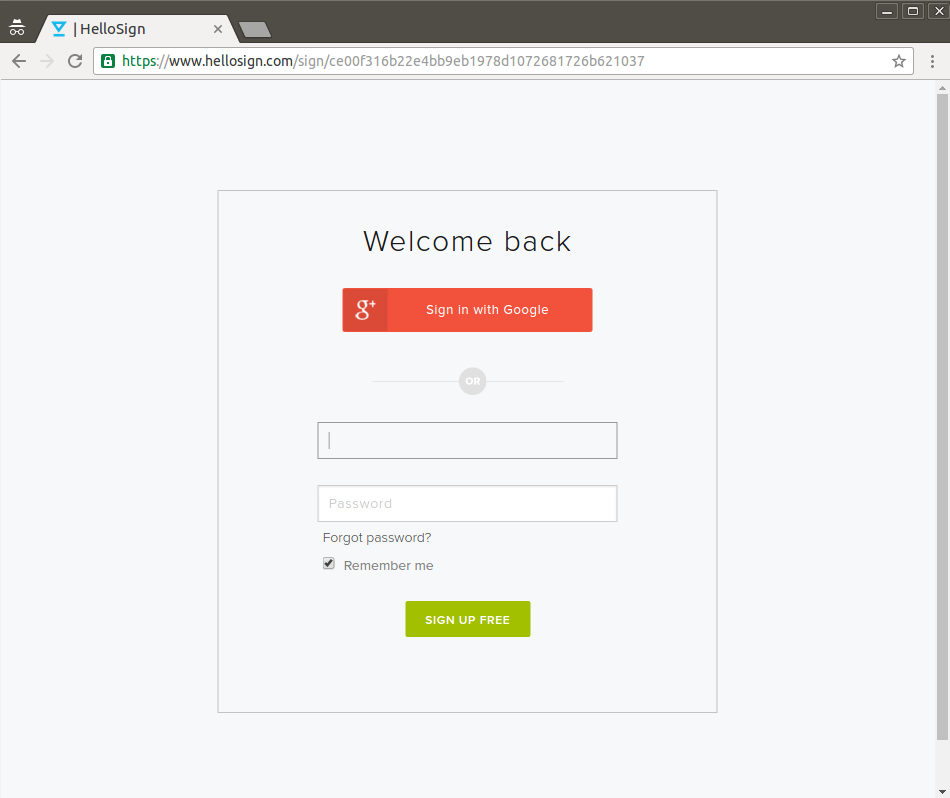 | HelloSign
https://www.hellosign.com/sign/ce00f316b22e4bb9eb1978d1072681726b621037
Welcome back
g+ Sign in with Google
OR
Password
Forgot password?
Remember me
SIGN UP FREE